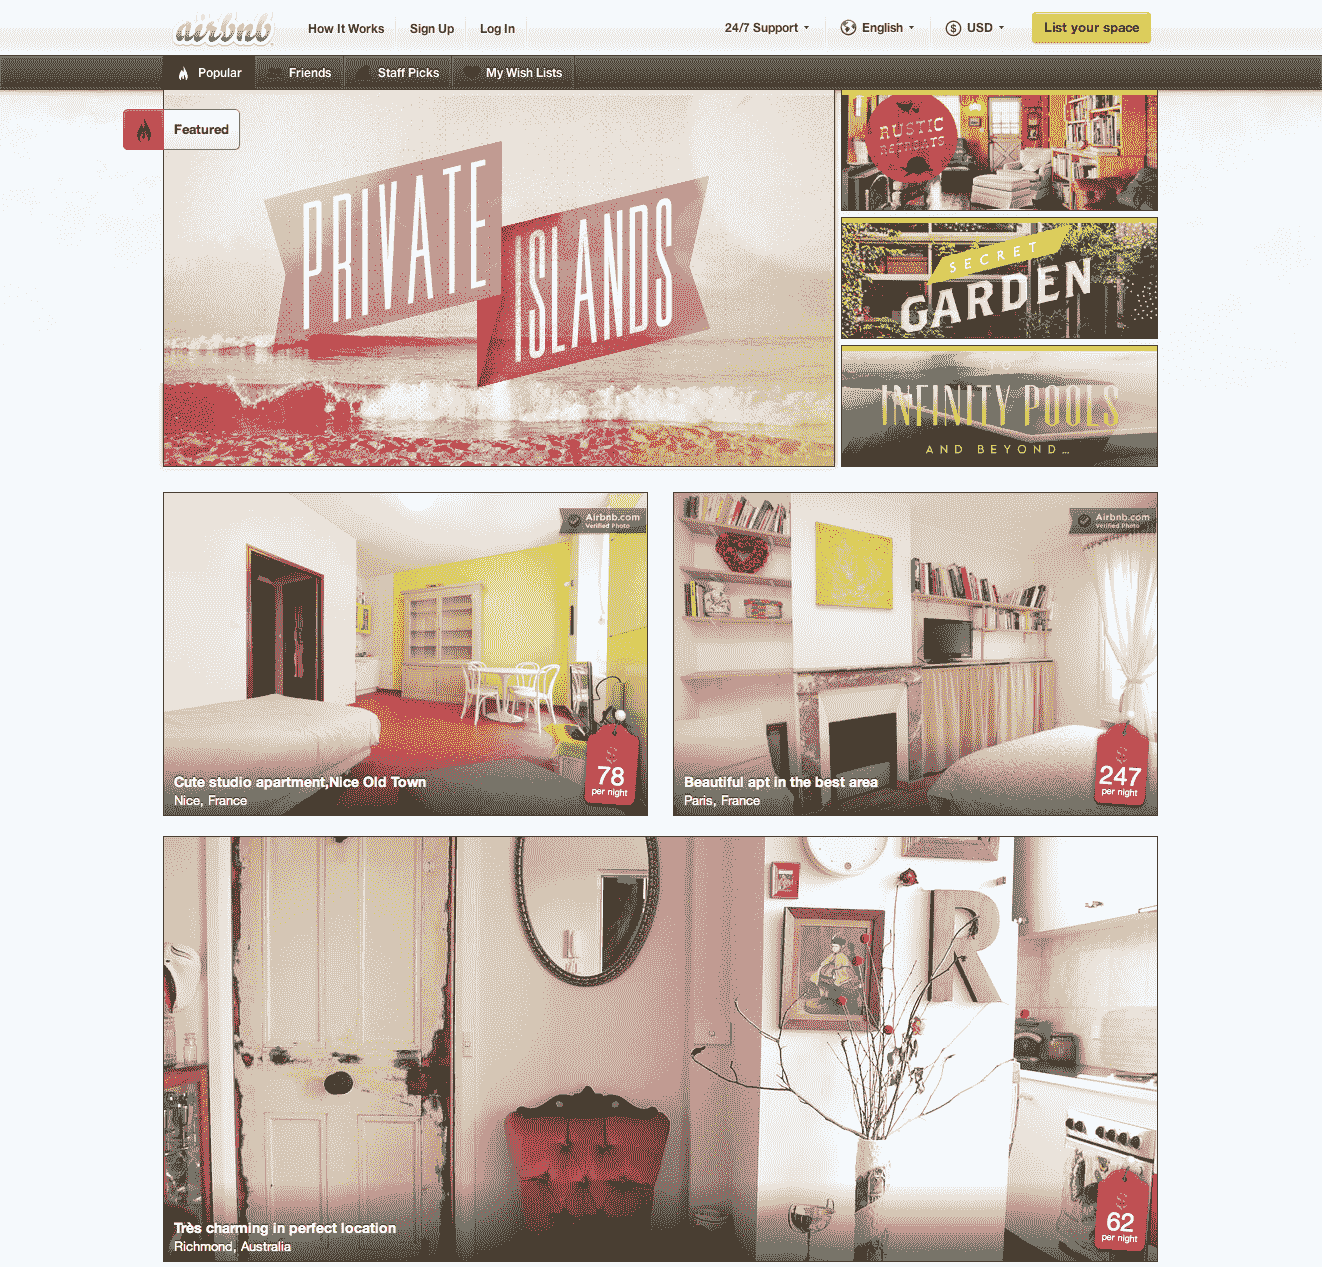 airbnb
How It Works
Sign Up
Log In
24/7 Support
English
USD
List your space
Popular
Friends
Staff Picks
My Wish Lists
Featured
PRIVATE
ISLANDS
RUSTIC
RETREATS
SECRET
GARDEN
INFINITY POOLS
AND BEYOND...
Airbnb.com
Verified Photo
Cute studio apartment,Nice Old Town
Nice, France
$
78
per night
Airbnb.com
Verified Photo
Beautiful apt in the best area
Paris, France
$
247
per night
R
Très charming in perfect location
Richmond, Australia
$
62
per night